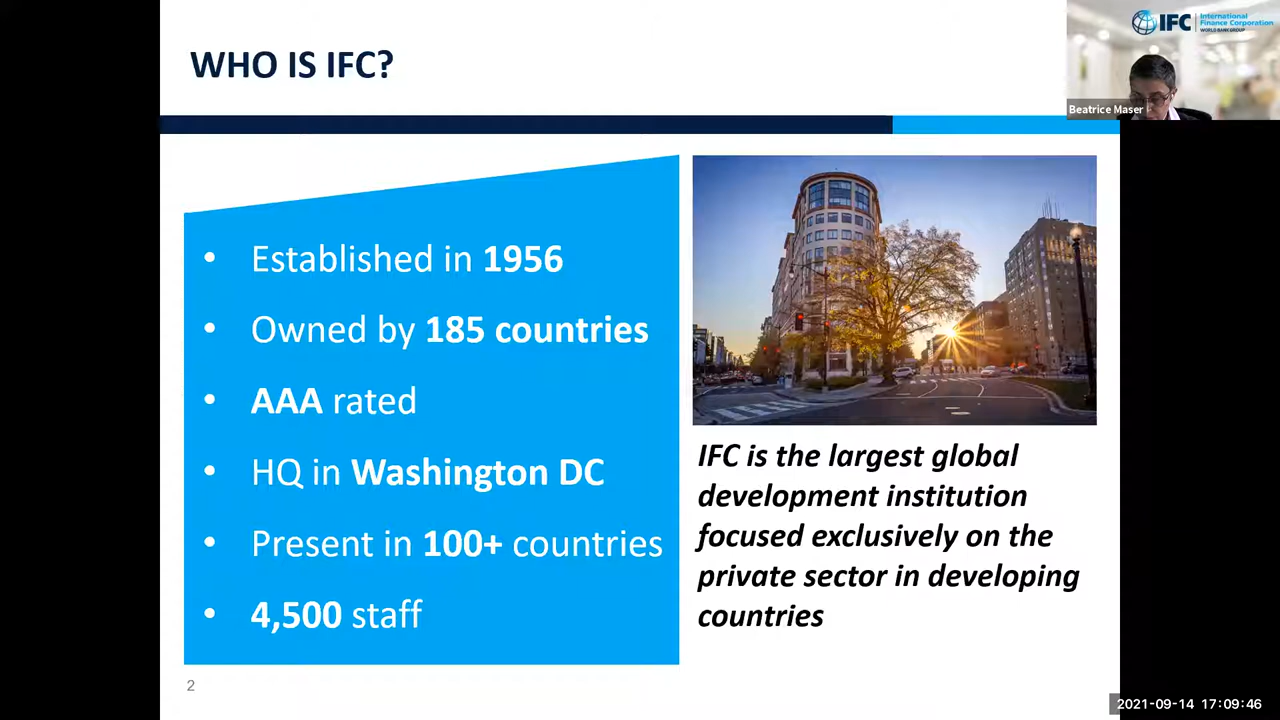 WHO IS IFC?
IFC
International
Finance Corporation
WORLD BANK GROUP
Beatrice Maser
• Established in 1956
• Owned by 185 countries
• AAA rated
• HQ in Washington DC
• Present in 100+ countries
• 4,500 staff
IFC is the largest global
development institution
focused exclusively on the
private sector in developing
countries
2
2021-09-14 17:09:46